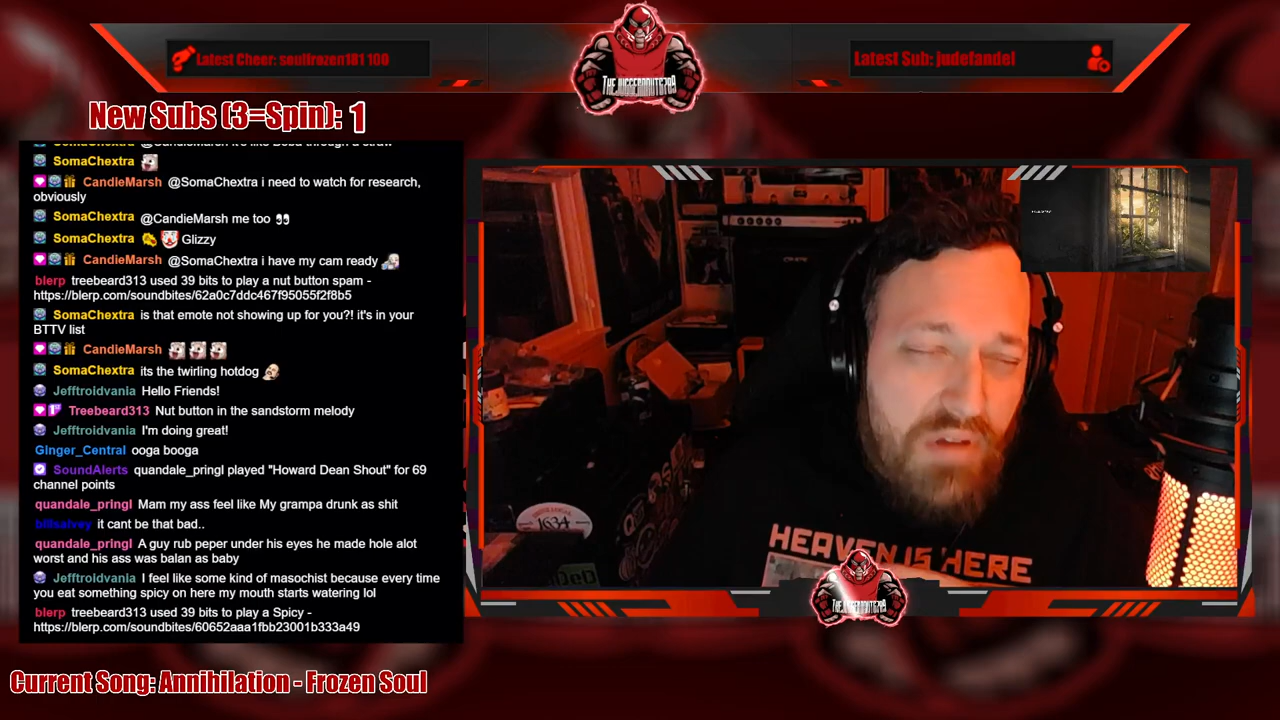 Latest Cheer: soulfrozen181 100
THEJUGGERNAUT6789
Latest Sub: judefandel
New Subs (3=Spin): 1
SomaChextra
CandieMarsh @SomaChextra i need to watch for research,
obviously
SomaChextra @CandieMarsh me too 👀
SomaChextra Glizzy
CandieMarsh @SomaChextra i have my cam ready
blerp treebeard313 used 39 bits to play a nut button spam -
https://blerp.com/soundbites/62a0c7ddc467f95055f2f8b5
SomaChextra is that emote not showing up for you?! it's in your
BTTV list
CandieMarsh
SomaChextra its the twirling hotdog
Jefftroidvania Hello Friends!
Treebeard313 Nut button in the sandstorm melody
Jefftroidvania I'm doing great!
Ginger_Central ooga booga
SoundAlerts quandale_pringl played "Howard Dean Shout" for 69
channel points
quandale_pringl Mam my ass feel like My grampa drunk as shit
it cant be that bad..
quandale_pringl A guy rub peper under his eyes he made hole alot
worst and his ass was balan as baby
Jefftroidvania I feel like some kind of masochist because every time
you eat something spicy on here my mouth starts watering lol
blerp treebeard313 used 39 bits to play a Spicy -
https://blerp.com/soundbites/60652aaa1fbb23001b333a49
1634
HEAVEN IS HERE
Current Song: Annihilation - Frozen Soul